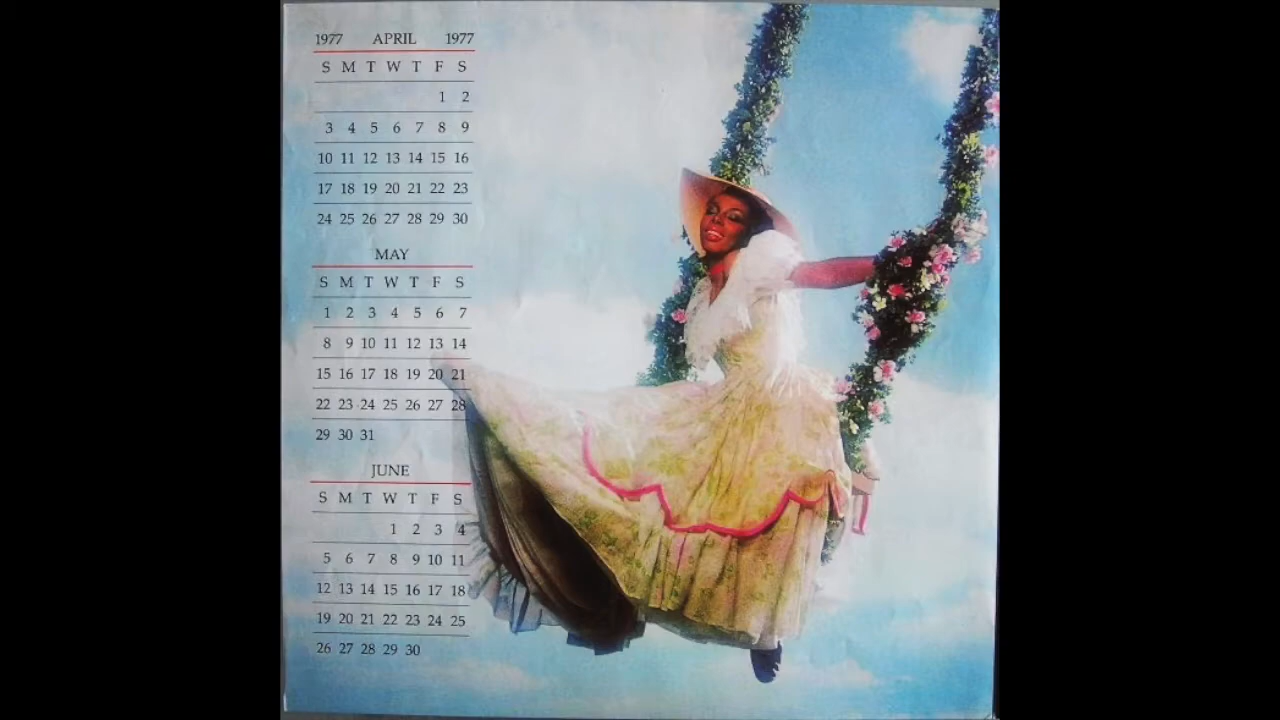 1977 APRIL 1977
S M T W T F S
1 2
3 4 5 6 7 8 9
10 11 12 13 14 15 16
17 18 19 20 21 22 23
24 25 26 27 28 29 30
MAY
S M T W T F S
1 2 3 4 5 6 7
8 9 10 11 12 13 14
15 16 17 18 19 20 21
22 23 24 25 26 27 28
29 30 31
JUNE
S M T W T F S
1 2 3 4
5 6 7 8 9 10 11
12 13 14 15 16 17 18
19 20 21 22 23 24 25
26 27 28 29 30